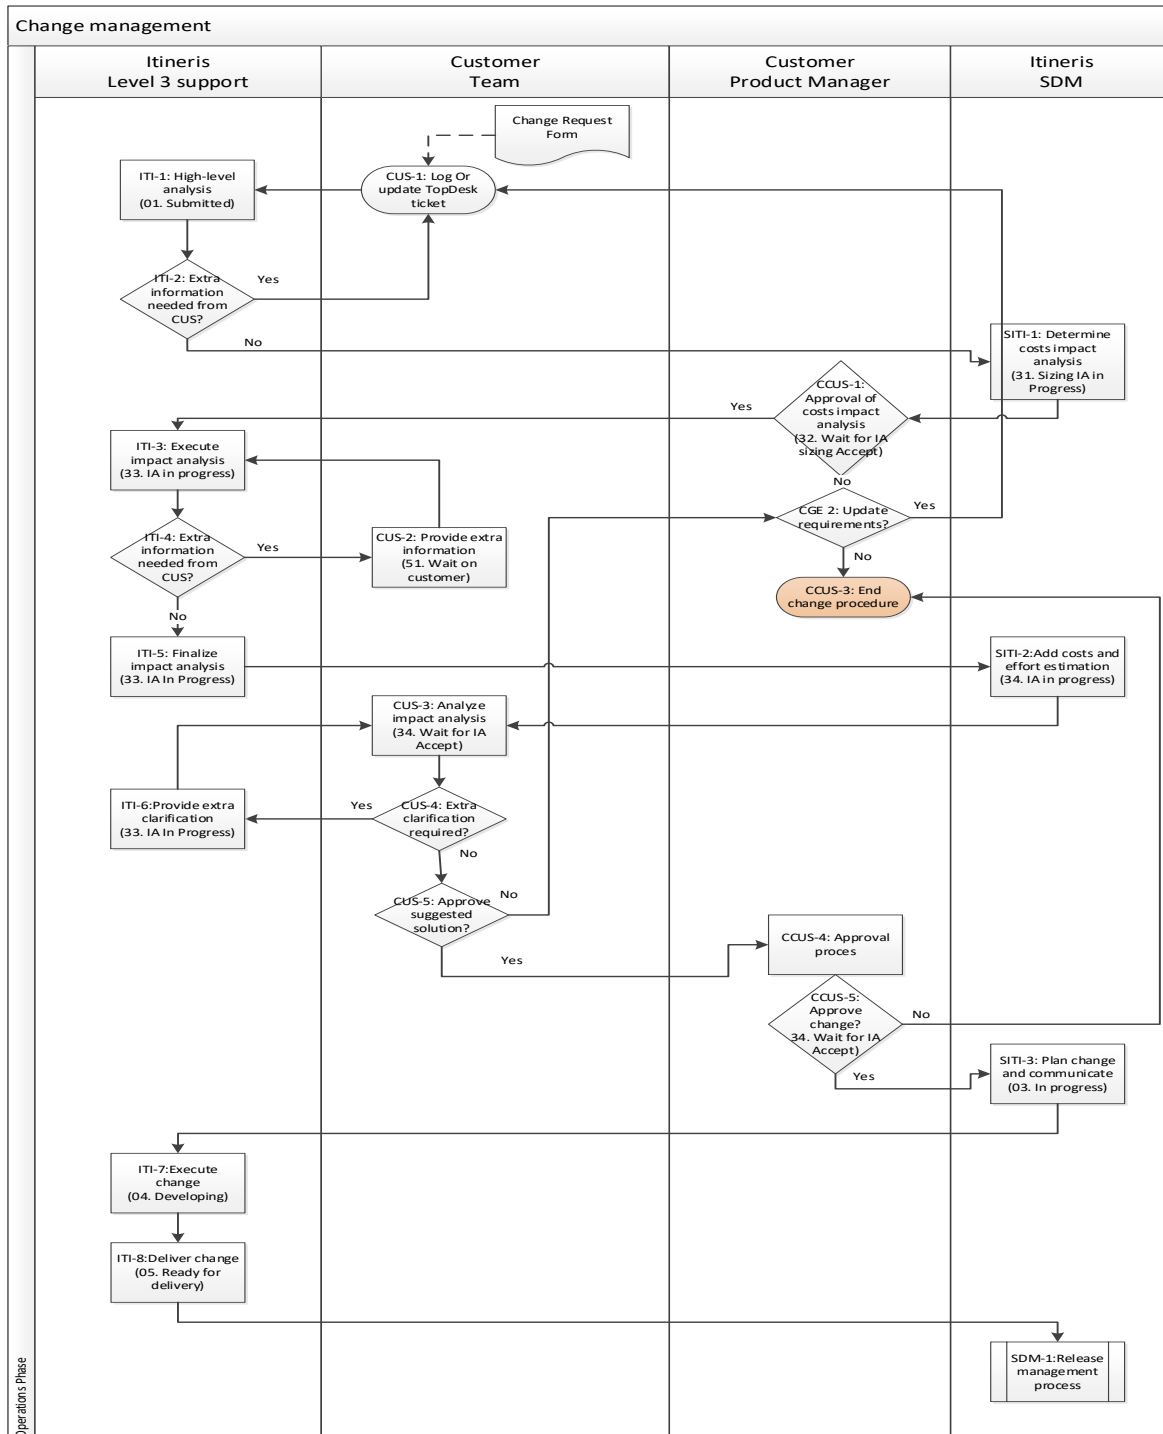 Change management
Itineris
Level 3 support
Customer
Team
Customer
Product Manager
Itineris
SDM
Change Request
Form
CUS-1: Log Or
update TopDesk
ticket
ITI-1: High-level
analysis
(01. Submitted)
ITI-2: Extra
information
needed from
CUS?
Yes
No
SITI-1: Determine
costs impact
analysis
(31. Sizing IA in
Progress)
CCUS-1:
Approval of
costs impact
analysis
(32. Wait for IA
sizing Accept)
Yes
No
ITI-3: Execute
impact analysis
(33. IA in progress)
CGE 2: Update
requirements?
Yes
No
ITI-4: Extra
information
needed from
CUS?
Yes
No
CUS-2: Provide extra
information
(51. Wait on
customer)
CCUS-3: End
change procedure
ITI-5: Finalize
impact analysis
(33. IA In Progress)
SITI-2:Add costs and
effort estimation
(34. IA in progress)
CUS-3: Analyze
impact analysis
(34. Wait for IA
Accept)
ITI-6:Provide extra
clarification
(33. IA In Progress)
Yes
CUS-4: Extra
clarification
required?
No
CUS-5: Approve
suggested
solution?
No
Yes
CCUS-4: Approval
proces
CCUS-5:
Approve
change?
34. Wait for IA
Accept)
No
Yes
SITI-3: Plan change
and communicate
(03. In progress)
ITI-7:Execute
change
(04. Developing)
ITI-8:Deliver change
(05. Ready for
delivery)
SDM-1:Release
management
process
Operations Phase